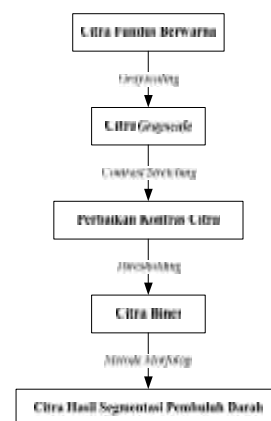 Citra Fundus Berwarna
Grayscaling
Citra Grayscale
Contrast Stretching
Perbaikan Kontras Citra
Thresholding
Citra Biner
Metode Morfologi
Citra Hasil Segmentasi Pembuluh Darah